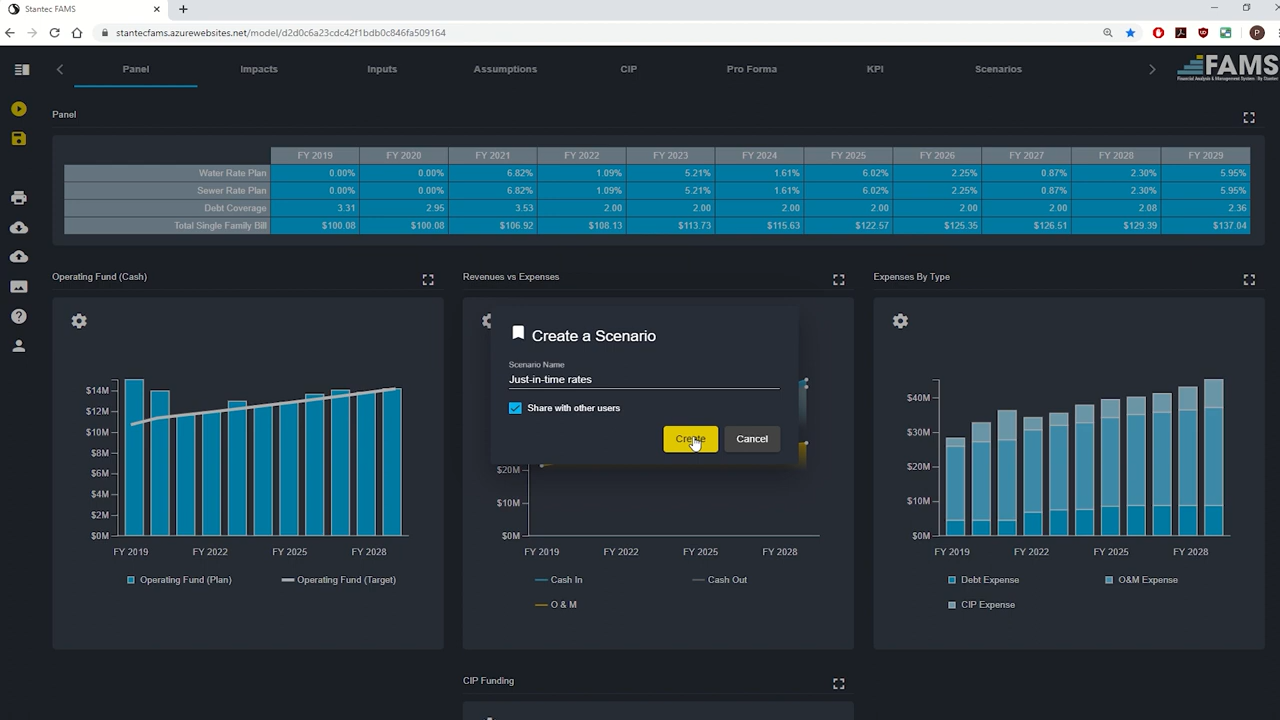 Stantec FAMS
stantecfams.azurewebsites.net/model/d2d0c6a23cdc42f1bdb0c846fa509164
Panel Impacts Inputs Assumptions CIP Pro Forma KPI Scenarios
FAMS
Financial Analysis & Management System | By Stantec
Panel
FY 2019 FY 2020 FY 2021 FY 2022 FY 2023 FY 2024 FY 2025 FY 2026 FY 2027 FY 2028 FY 2029
Water Rate Plan 0.00% 0.00% 6.82% 1.09% 5.21% 1.61% 6.02% 2.25% 0.87% 2.30% 5.95%
Sewer Rate Plan 0.00% 0.00% 6.82% 1.09% 5.21% 1.61% 6.02% 2.25% 0.87% 2.30% 5.95%
Debt Coverage 3.31 2.95 3.53 2.00 2.00 2.00 2.00 2.00 2.00 2.08 2.36
Total Single Family Bill $100.08 $100.08 $106.92 $108.13 $113.73 $115.63 $122.57 $125.35 $126.51 $129.39 $137.04
Operating Fund (Cash)
$14M
$12M
$10M
$8M
$6M
$4M
$2M
$0M
FY 2019 FY 2022 FY 2025 FY 2028
Operating Fund (Plan) Operating Fund (Target)
Revenues vs Expenses
Create a Scenario
Scenario Name
Just-in-time rates
Share with other users
Create Cancel
$20M
$10M
$0M
FY 2019 FY 2022 FY 2025 FY 2028
Cash In Cash Out
O & M
Expenses By Type
$40M
$30M
$20M
$10M
$0M
FY 2019 FY 2022 FY 2025 FY 2028
Debt Expense O&M Expense
CIP Expense
CIP Funding